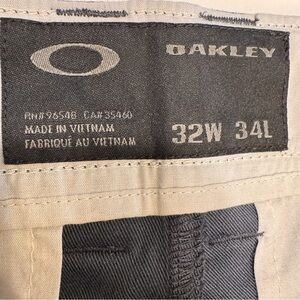 OAKLEY
RN# 96548 CA# 35460
MADE IN VIETNAM
FABRIQUÉ AU VIETNAM
32W 34L